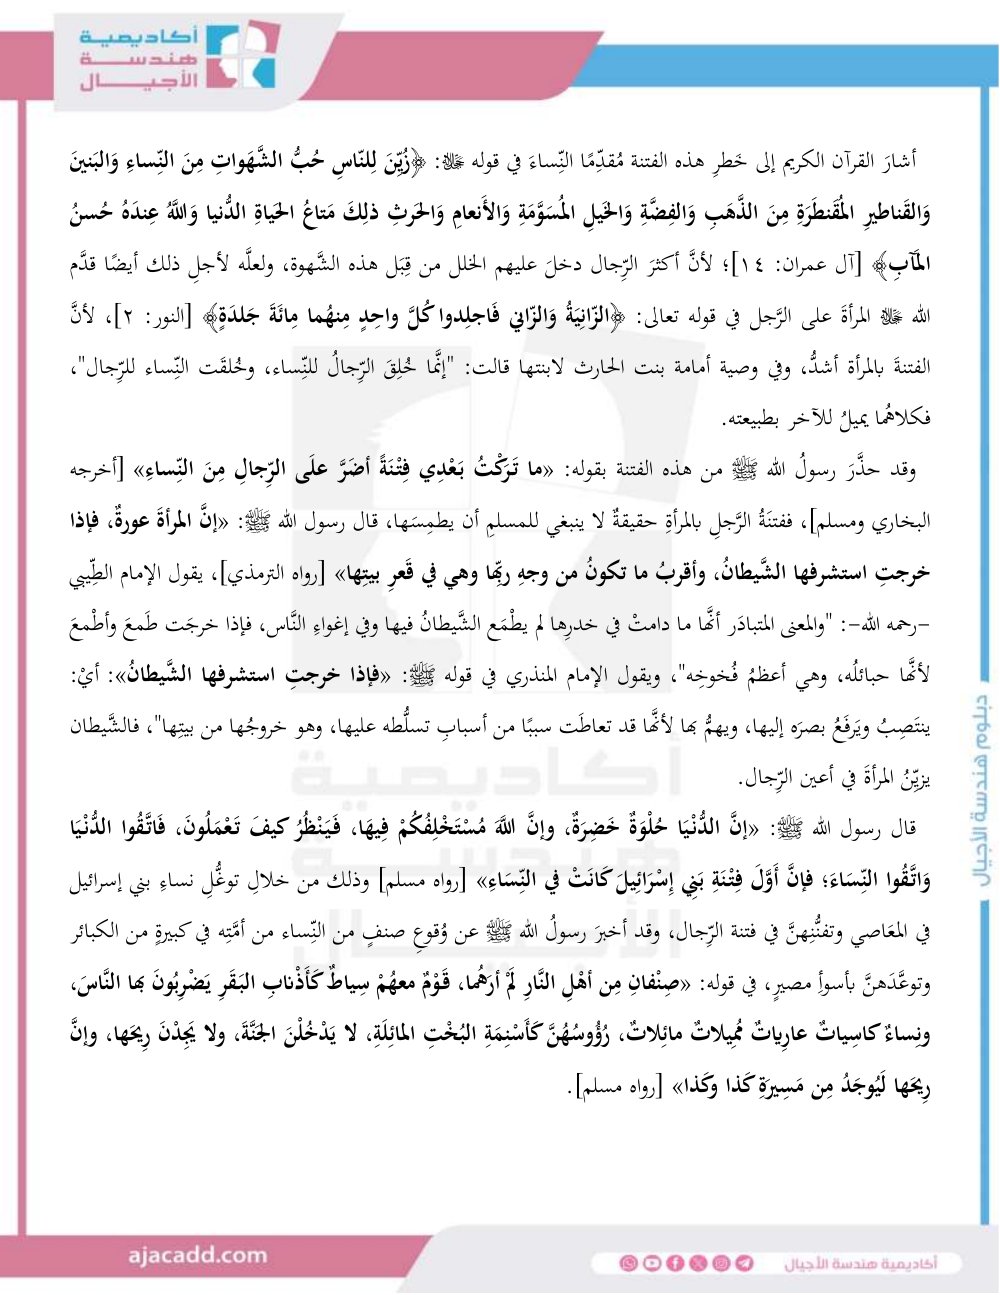 أكاديمية
هندسة
الأجيال
أشارَ القرآن الكريم إلى خَطرِ هذه الفتنة مُقدِّمًا النِّساءَ في قوله ﷻ: ﴿زُيِّنَ لِلنّاسِ حُبُّ الشَّهَواتِ مِنَ النِّساءِ وَالبَنينَ
وَالقَناطيرِ المُقَنطَرَةِ مِنَ الذَّهَبِ وَالفِضَّةِ وَالخَيلِ المُسَوَّمَةِ وَالأَنعامِ وَالحَرثِ ذلِكَ مَتاعُ الحَياةِ الدُّنيا وَاللَّهُ عِندَهُ حُسنُ
المَآبِ﴾ [آل عمران: ١٤]؛ لأنَّ أكثرَ الرِّجال دخلَ عليهم الخلل من قِبَل هذه الشَّهوة، ولعلَّه لأجلِ ذلك أيضًا قدَّم
الله ﷻ المرأةَ على الرَّجل في قوله تعالى: ﴿الزّانِيَةُ وَالزّاني فَاجلِدوا كُلَّ واحِدٍ مِنهُما مِائَةَ جَلدَةٍ﴾ [النور: ٢]، لأنَّ
الفتنةَ بالمرأة أشدُّ، وفي وصية أمامة بنت الحارث لابنتها قالت: "إنَّما خُلِقَ الرِّجالُ للنِّساء، وخُلقَت النِّساء للرِّجال"،
فكلاهُما يميلُ للآخر بطبيعته.
وقد حذَّرَ رسولُ الله ﷺ من هذه الفتنة بقوله: «ما تَرَكْتُ بَعْدِي فِتْنَةً أضَرَّ علَى الرِّجالِ مِنَ النِّساءِ» [أخرجه
البخاري ومسلم]، ففتنَةُ الرَّجلِ بالمرأةِ حقيقةٌ لا ينبغي للمسلمِ أن يطمِسَها، قال رسول الله ﷺ: «إنَّ المرأةَ عورةٌ، فإذا
خرجتِ استشرفها الشَّيطانُ، وأقربُ ما تكونُ من وجهِ ربِّها وهي في قَعرِ بيتِها» [رواه الترمذي]، يقول الإمام الطِّيبي
-رحمه الله-: "والمعنى المتبادَر أنَّها ما دامتْ في خدرِها لم يطْمَع الشَّيطانُ فيها وفي إغواءِ النَّاس، فإذا خرجَت طَمعَ وأطْمعَ
لأنَّها حبائلُه، وهي أعظمُ فُخوخِه"، ويقول الإمام المنذري في قوله ﷺ: «فإذا خرجتِ استشرفها الشَّيطانُ»: أيْ:
ينتَصِبُ ويَرفَعُ بصرَه إليها، ويهمُّ بها لأنَّها قد تعاطَت سببًا من أسبابِ تسلُّطه عليها، وهو خروجُها من بيتِها"، فالشَّيطان
يزيِّنُ المرأةَ في أعين الرِّجال.
قال رسول الله ﷺ: «إنَّ الدُّنْيَا حُلْوَةٌ خَضِرَةٌ، وإنَّ اللَّهَ مُسْتَخْلِفُكُمْ فِيهَا، فَيَنْظُرُ كيفَ تَعْمَلُونَ، فَاتَّقُوا الدُّنْيَا
وَاتَّقُوا النِّسَاءَ؛ فإنَّ أَوَّلَ فِتْنَةِ بَنِي إِسْرَائِيلَ كَانَتْ في النِّسَاءِ» [رواه مسلم] وذلك من خلالِ توغُّلِ نساءِ بني إسرائيل
في المعَاصي وتفنُّنهنَّ في فتنة الرِّجال، وقد أخبرَ رسولُ الله ﷺ عن وُقوعِ صنفٍ من النِّساء من أمَّتِه في كبيرةٍ من الكبائر
وتوعَّدَهنَّ بأسوأِ مصيرٍ، في قوله: «صِنْفانِ مِن أهْلِ النَّارِ لَمْ أرَهُما، قَوْمٌ معهُمْ سِياطٌ كَأَذْنابِ البَقَرِ يَضْرِبُونَ بها النَّاسَ،
ونِساءٌ كاسِياتٌ عارِياتٌ مُمِيلاتٌ مائِلاتٌ، رُؤُوسُهُنَّ كَأَسْنِمَةِ البُخْتِ المائِلَةِ، لا يَدْخُلْنَ الجَنَّةَ، ولا يَجِدْنَ رِيحَها، وإنَّ
رِيحَها لَيُوجَدُ مِن مَسِيرَةِ كَذا وكَذا» [رواه مسلم].
دبلوم هندسة الأجيال
أكاديمية
هندسة
الأجيال
أكاديمية هندسة الأجيال
ajacadd.com